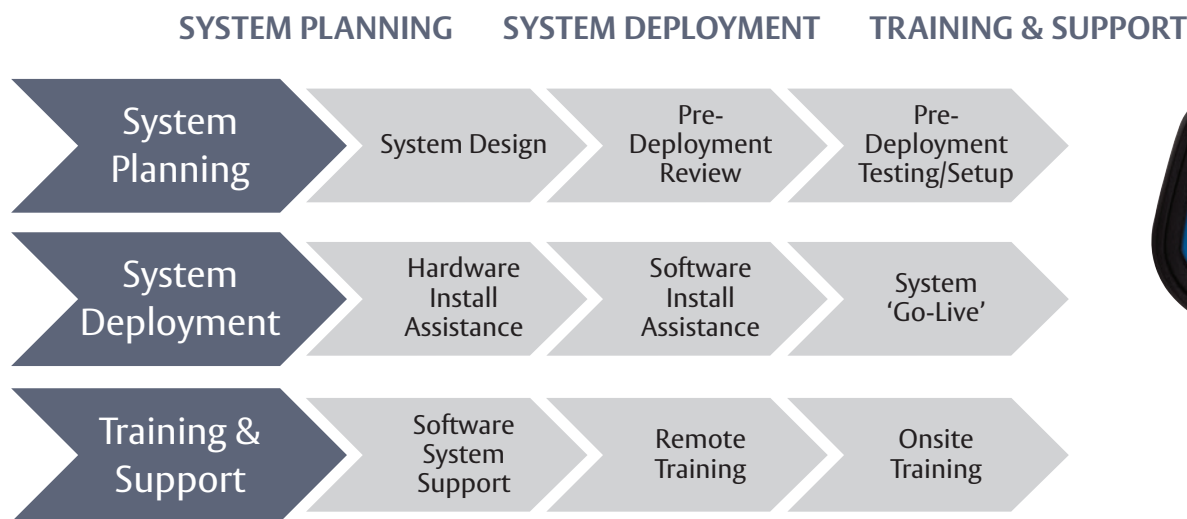 SYSTEM PLANNING SYSTEM DEPLOYMENT TRAINING & SUPPORT
System
Planning
System Design
Pre-
Deployment
Review
Pre-
Deployment
Testing/Setup
System
Deployment
Hardware
Install
Assistance
Software
Install
Assistance
System
‘Go-Live’
Training &
Support
Software
System
Support
Remote
Training
Onsite
Training